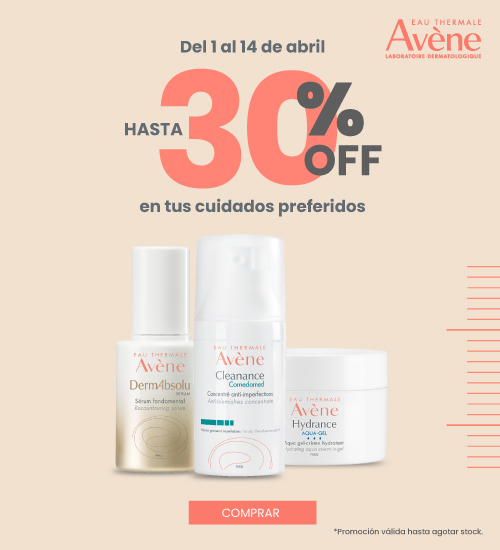 EAU THERMALE
Avène
LABORATOIRE DERMATOLOGIQUE
Del 1 al 14 de abril
HASTA 30% OFF
en tus cuidados preferidos
EAU THERMALE
Avène
DermAbsolu
SERUM
Sérum fondamental
Recontouring serum
EAU THERMALE
Avène
Cleanance
Comedomed
Concentré anti-imperfections
Anti-blemishes concentrate
EAU THERMALE
Avène
Hydrance
AQUA-GEL
Aqua gel-crème hydratant
Hydrating aqua cream-in-gel
COMPRAR
*Promoción válida hasta agotar stock.